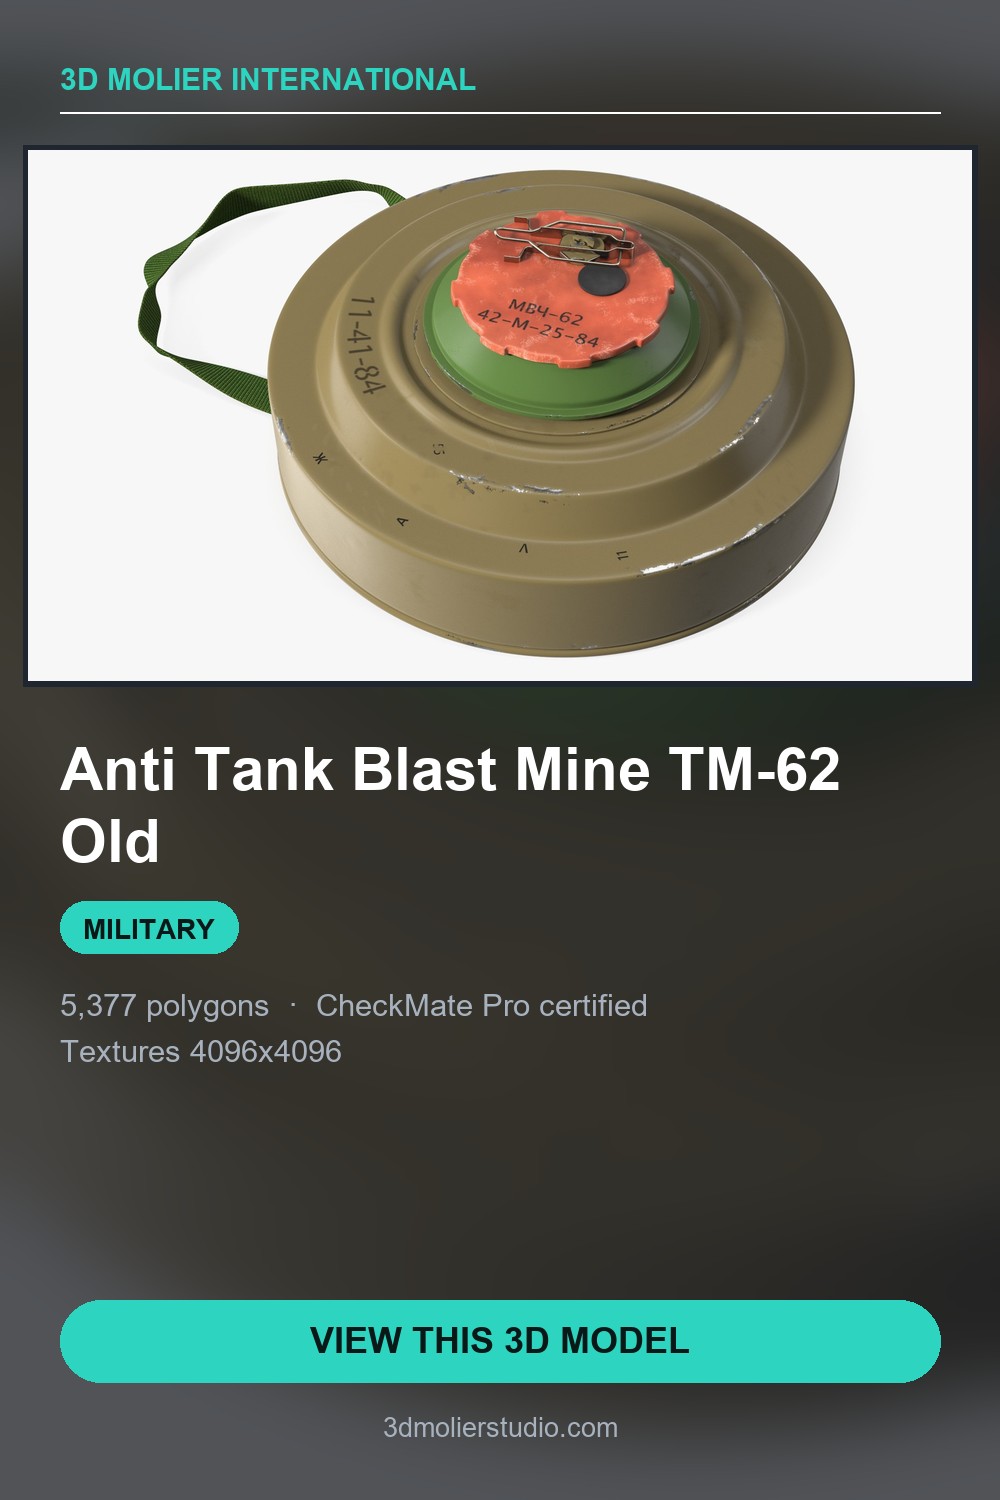 3D MOLIER INTERNATIONAL
МВЧ-62
42-М-25-84
11-41-84
Ж
А
Anti Tank Blast Mine TM-62
Old
MILITARY
5,377 polygons · CheckMate Pro certified
Textures 4096x4096
VIEW THIS 3D MODEL
3dmolierstudio.com